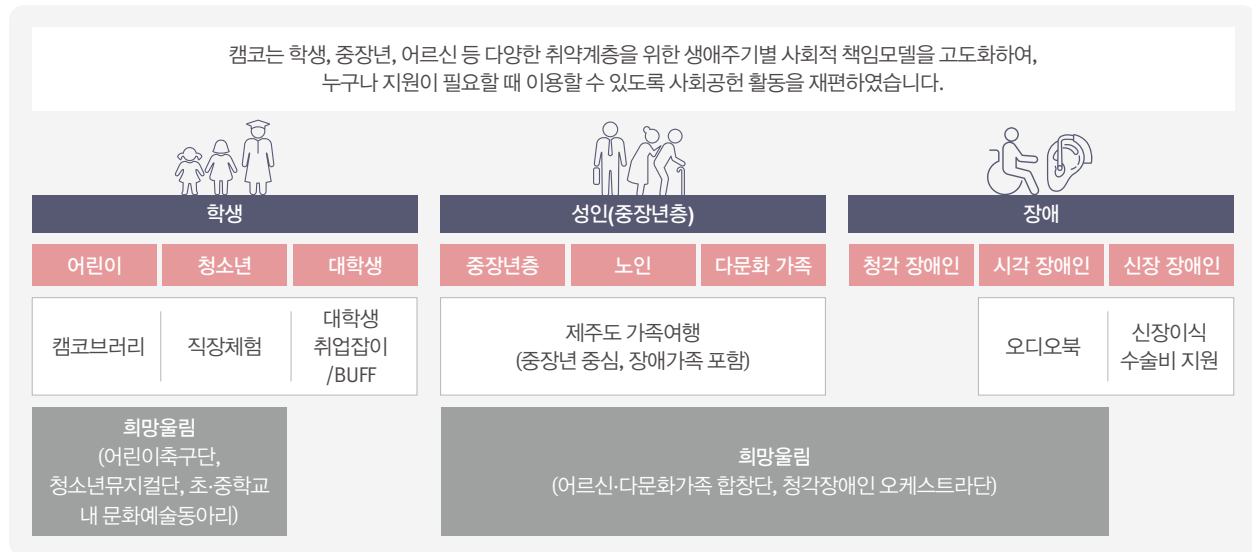 캠코는 학생, 중장년, 어르신 등 다양한 취약계층을 위한 생애주기별 사회적 책임모델을 고도화하여,
누구나 지원이 필요할 때 이용할 수 있도록 사회공헌 활동을 재편하였습니다.
학생
어린이
청소년
대학생
캠코브러리
직장체험
대학생
취업잡이
/BUFF
희망울림
(어린이축구단,
청소년뮤지컬단, 초·중학교
내 문화예술동아리)
성인(중장년층)
중장년층
노인
다문화 가족
제주도 가족여행
(중장년 중심, 장애가족 포함)
장애
청각 장애인
시각 장애인
신장 장애인
오디오북
신장이식
수술비 지원
희망울림
(어르신·다문화가족 합창단, 청각장애인 오케스트라단)